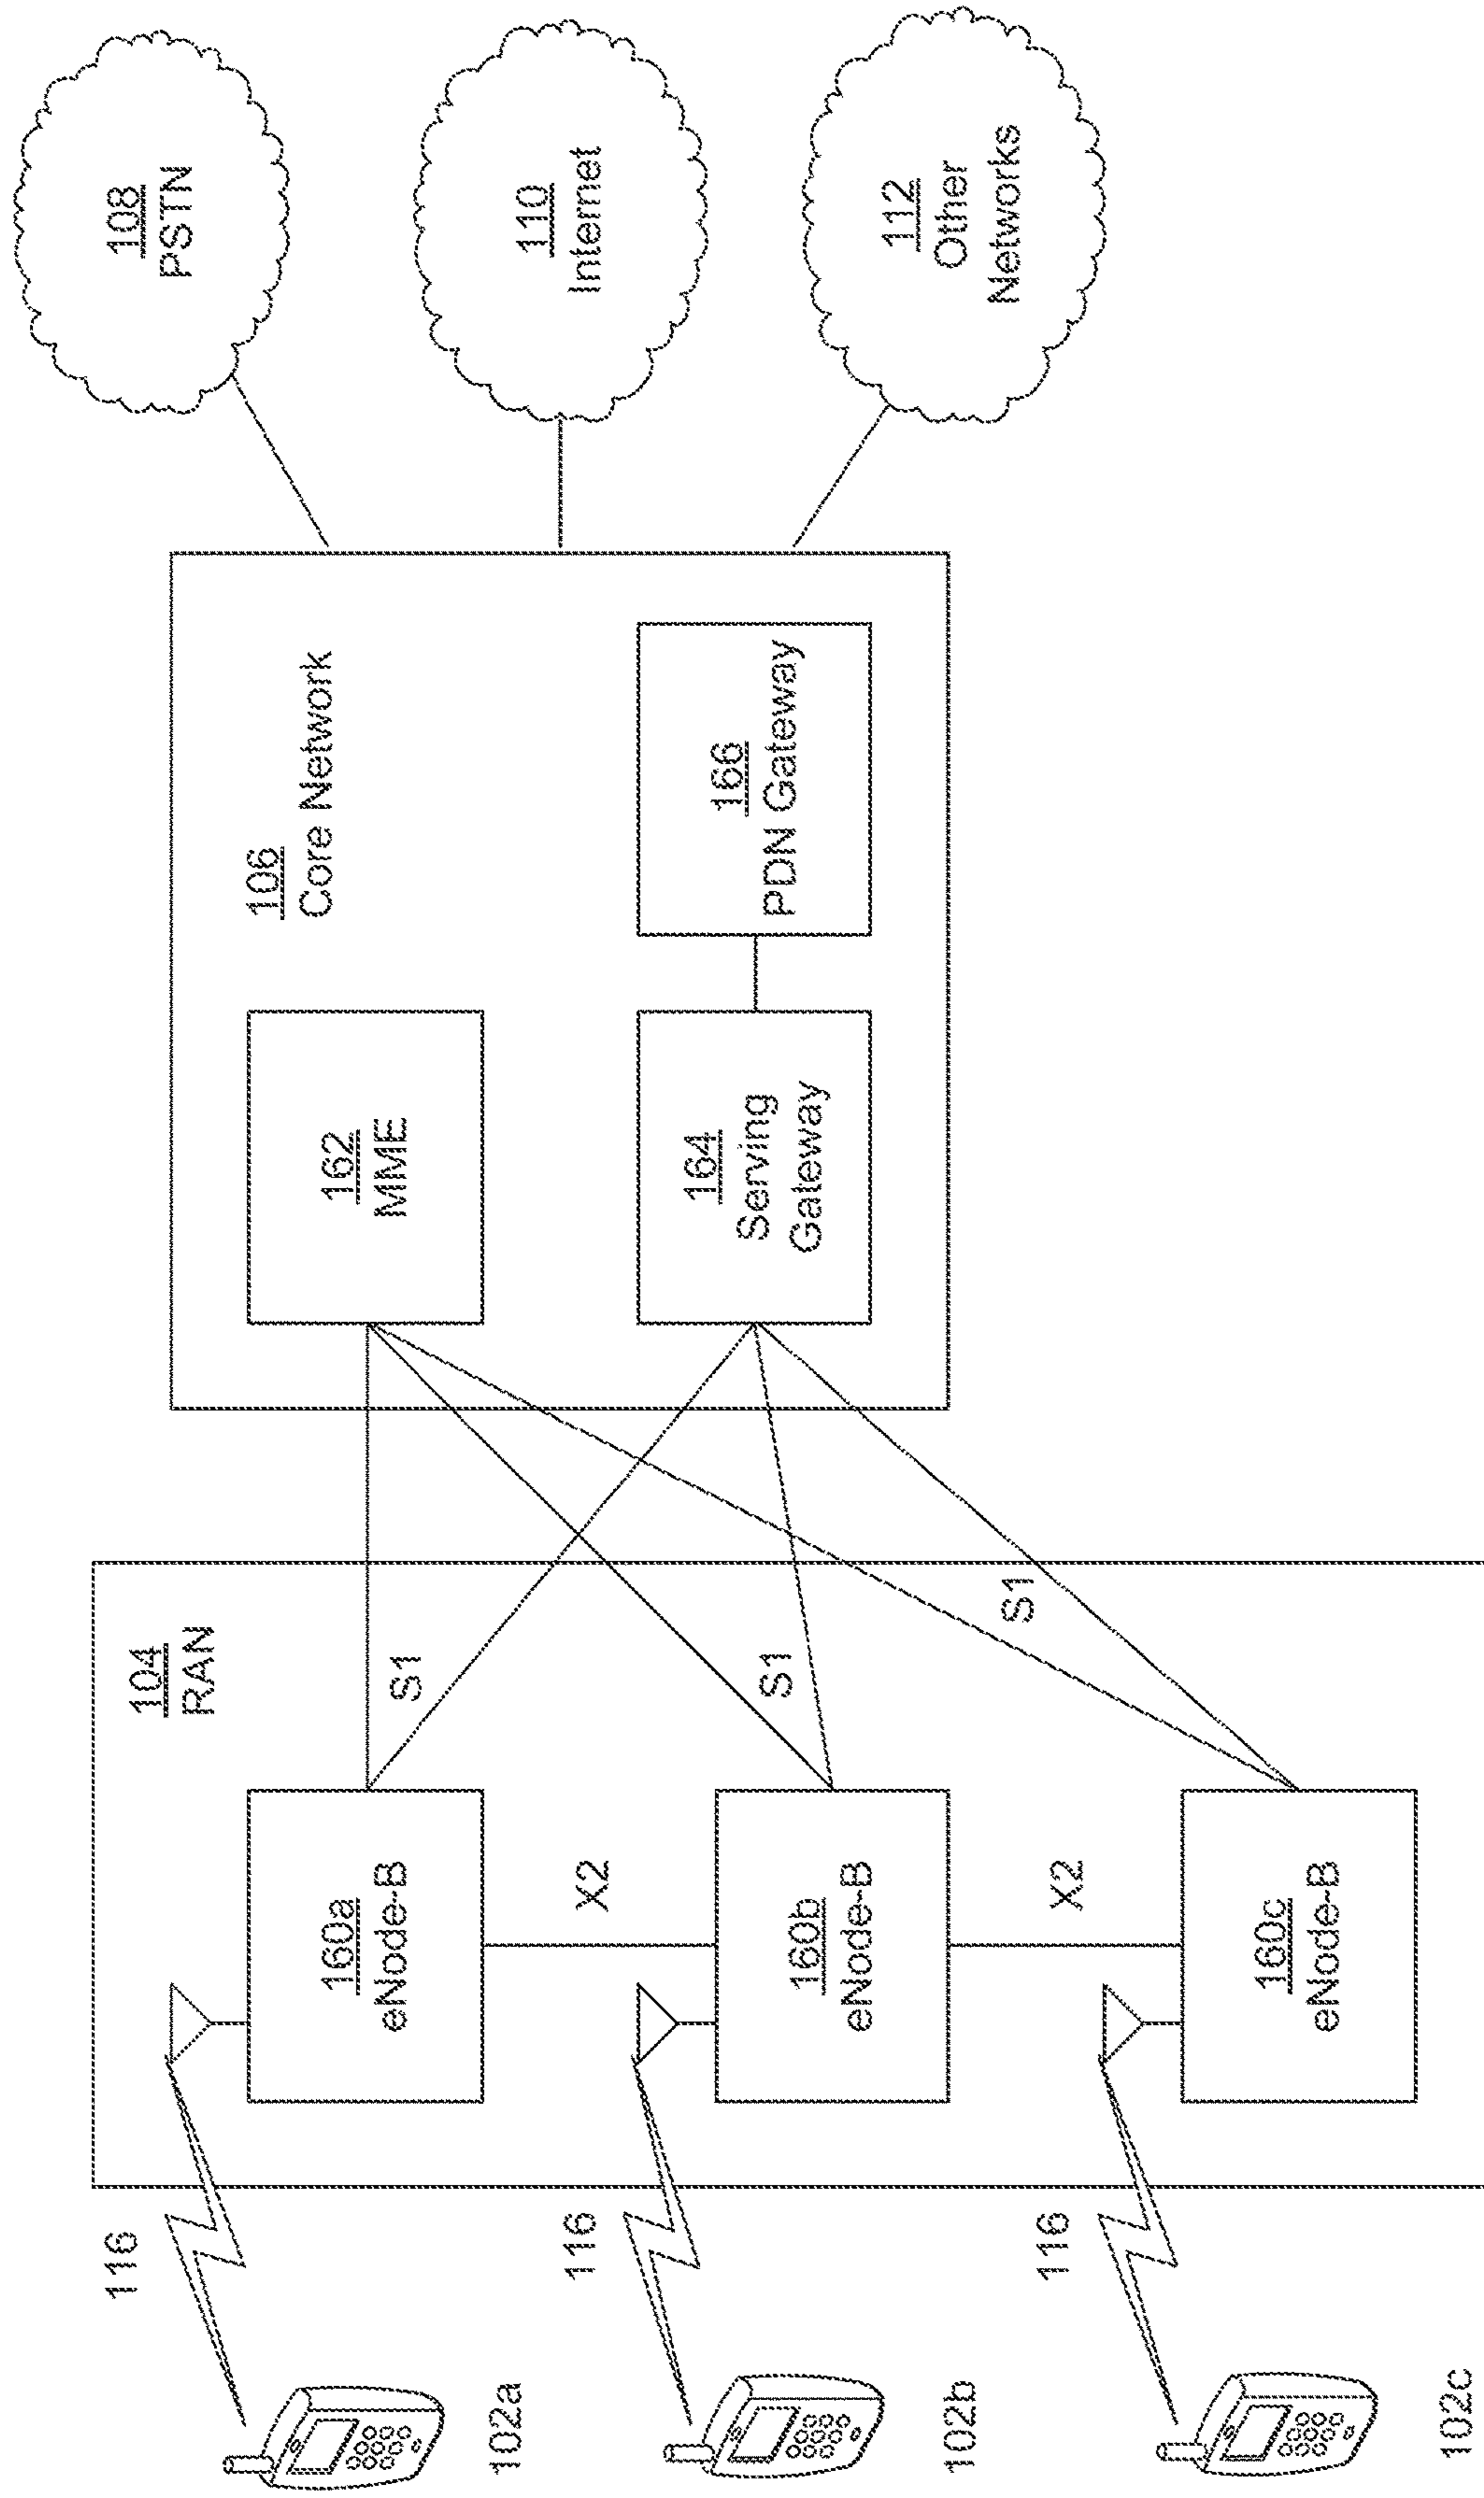 116
102a
116
102b
116
102c
104
RAN
160a
eNode-B
X2
160b
eNode-B
X2
160c
eNode-B
S1
S1
S1
106
Core Network
162
MME
164
Serving
Gateway
166
PDN Gateway
108
PSTN
110
Internet
112
Other
Networks